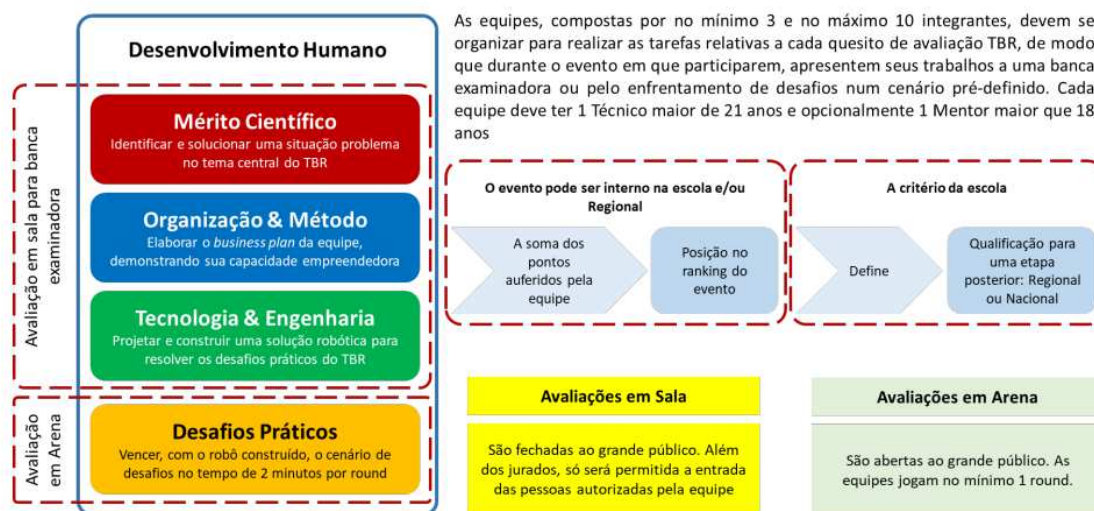 Desenvolvimento Humano
Avaliação em sala para banca
examinadora
Mérito Científico
Identificar e solucionar uma situação problema
no tema central do TBR
Organização & Método
Elaborar o business plan da equipe,
demonstrando sua capacidade empreendedora
Tecnologia & Engenharia
Projetar e construir uma solução robótica para
resolver os desafios práticos do TBR
Avaliação
em Arena
Desafios Práticos
Vencer, com o robô construído, o cenário de
desafios no tempo de 2 minutos por round
As equipes, compostas por no mínimo 3 e no máximo 10 integrantes, devem se
organizar para realizar as tarefas relativas a cada quesito de avaliação TBR, de modo
que durante o evento em que participarem, apresentem seus trabalhos a uma banca
examinadora ou pelo enfrentamento de desafios num cenário pré-definido. Cada
equipe deve ter 1 Técnico maior de 21 anos e opcionalmente 1 Mentor maior que 18
anos
O evento pode ser interno na escola e/ou
Regional
A soma dos
pontos
auferidos pela
equipe
Posição no
ranking do
evento
A critério da escola
Define
Qualificação para
uma etapa
posterior: Regional
ou Nacional
Avaliações em Sala
São fechadas ao grande público. Além
dos jurados, só será permitida a entrada
das pessoas autorizadas pela equipe
Avaliações em Arena
São abertas ao grande público. As
equipes jogam no mínimo 1 round.